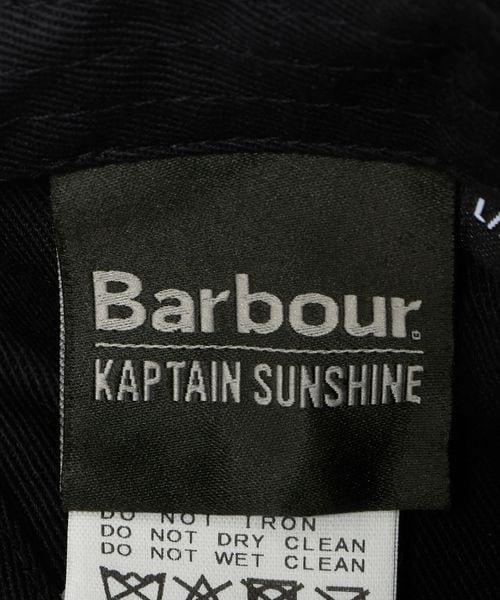 Barbour
KAPTAIN SUNSHINE
DO NOT IRON
DO NOT DRY CLEAN
DO NOT WET CLEAN